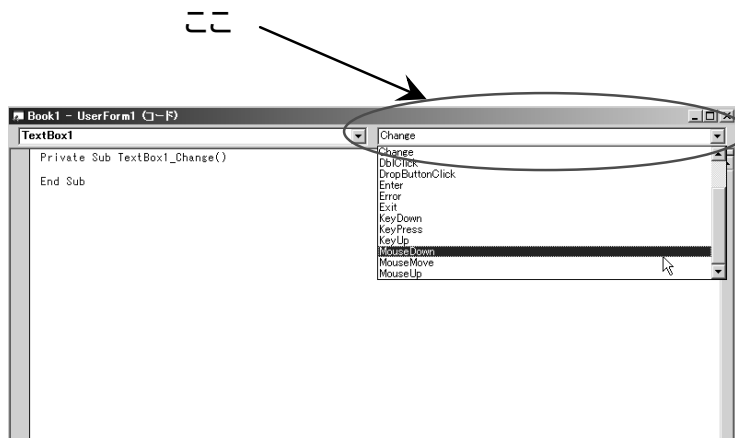 ここ
Book1 - UserForm1 (コード)
TextBox1
Change
Private Sub TextBox1_Change()
End Sub
Change
DblClick
DropButtonClick
Enter
Error
Exit
KeyDown
KeyPress
KeyUp
MouseDown
MouseMove
MouseUp